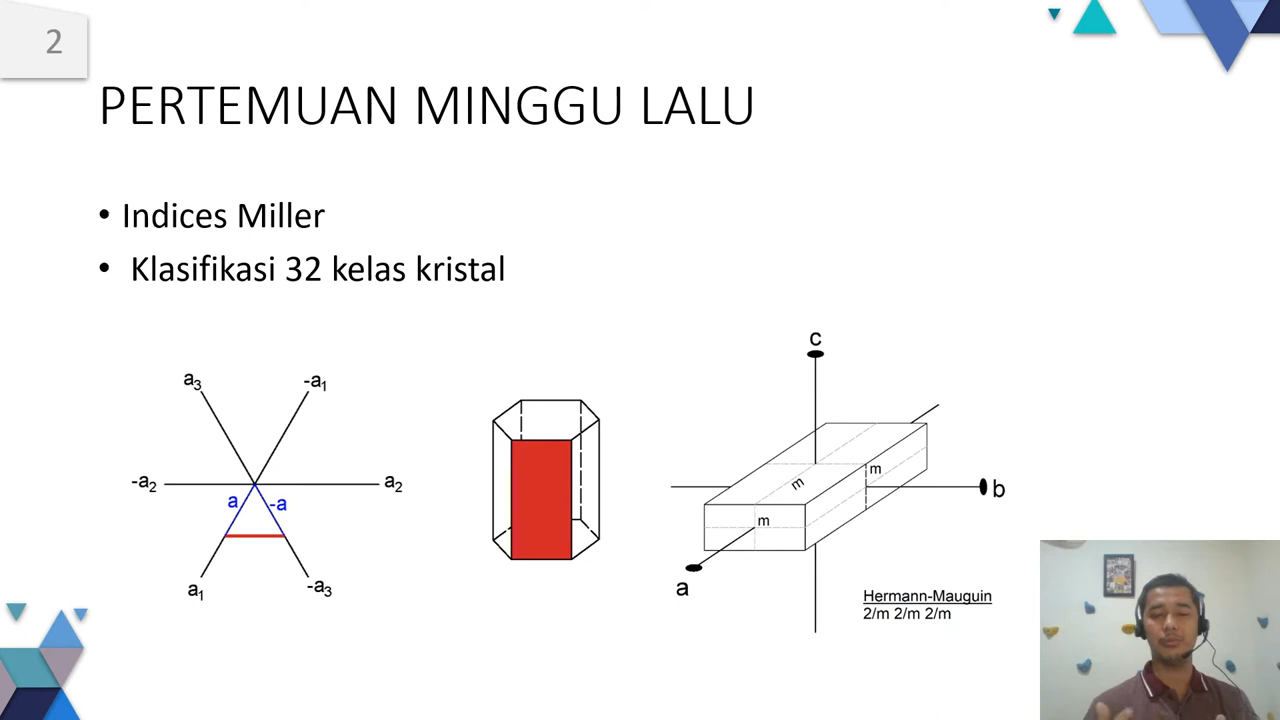 2
PERTEMUAN MINGGU LALU
• Indices Miller
• Klasifikasi 32 kelas kristal
a3
-a1
-a2
a2
a
-a
a1
-a3
c
m
m
m
b
a
Hermann-Mauguin
2/m 2/m 2/m